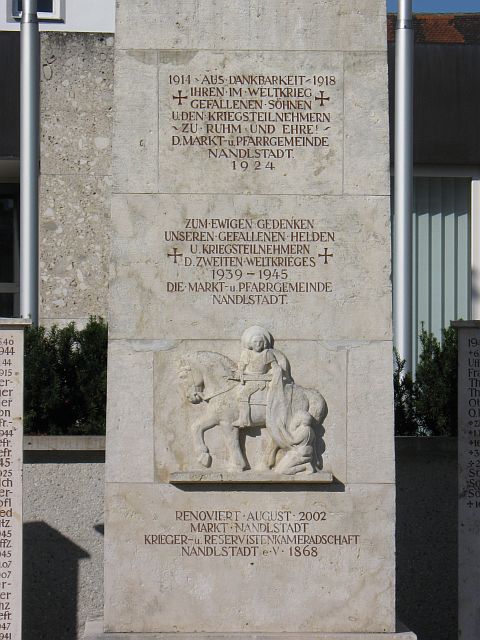 1914 ~AUS·DANKBARKEIT~1918
IHREN·IM·WELTKRIEG
GEFALLENEN·SÖHNEN
U.DEN·KRIEGSTEILNEHMERN
~ZU·RUHM·UND·EHRE!~
D.MARKT-u.PFARRGEMEINDE
NANDLSTADT.
1924
ZUM·EWIGEN·GEDENKEN
UNSEREN·GEFALLENEN·HELDEN
U.KRIEGSTEILNEHMERN
D.ZWEITEN·WELTKRIEGES
1939-1945
DIE·MARKT-u.PFARRGEMEINDE
NANDLSTADT.
RENOVIERT·AUGUST·2002
MARKT·NANDLSTADT
KRIEGER-u.RESERVISTENKAMERADSCHAFT
NANDLSTADT e.V.1868